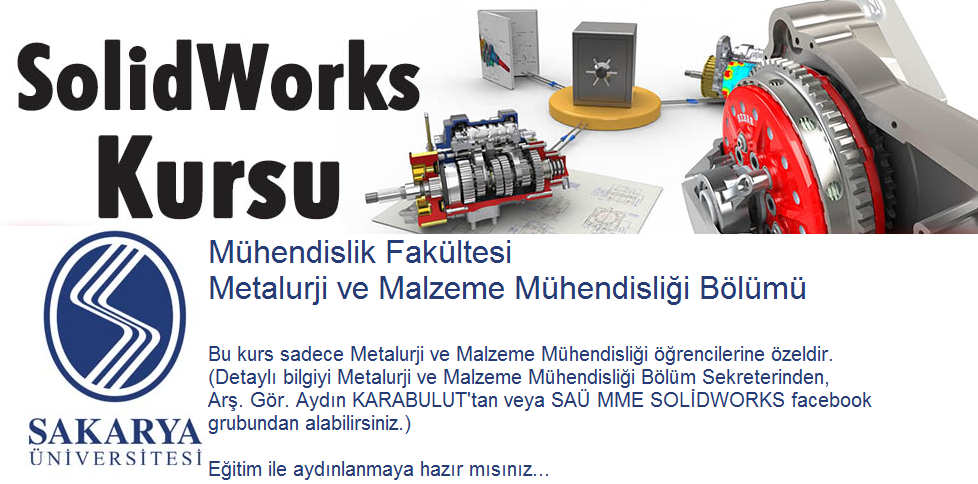 SolidWorks
Kursu
SAKARYA
ÜNİVERSİTESİ
Mühendislik Fakültesi
Metalurji ve Malzeme Mühendisliği Bölümü
Bu kurs sadece Metalurji ve Malzeme Mühendisliği öğrencilerine özeldir.
(Detaylı bilgiyi Metalurji ve Malzeme Mühendisliği Bölüm Sekreterinden,
Arş. Gör. Aydın KARABULUT'tan veya SAÜ MME SOLİDWORKS facebook
grubundan alabilirsiniz.)
Eğitim ile aydınlanmaya hazır mısınız...